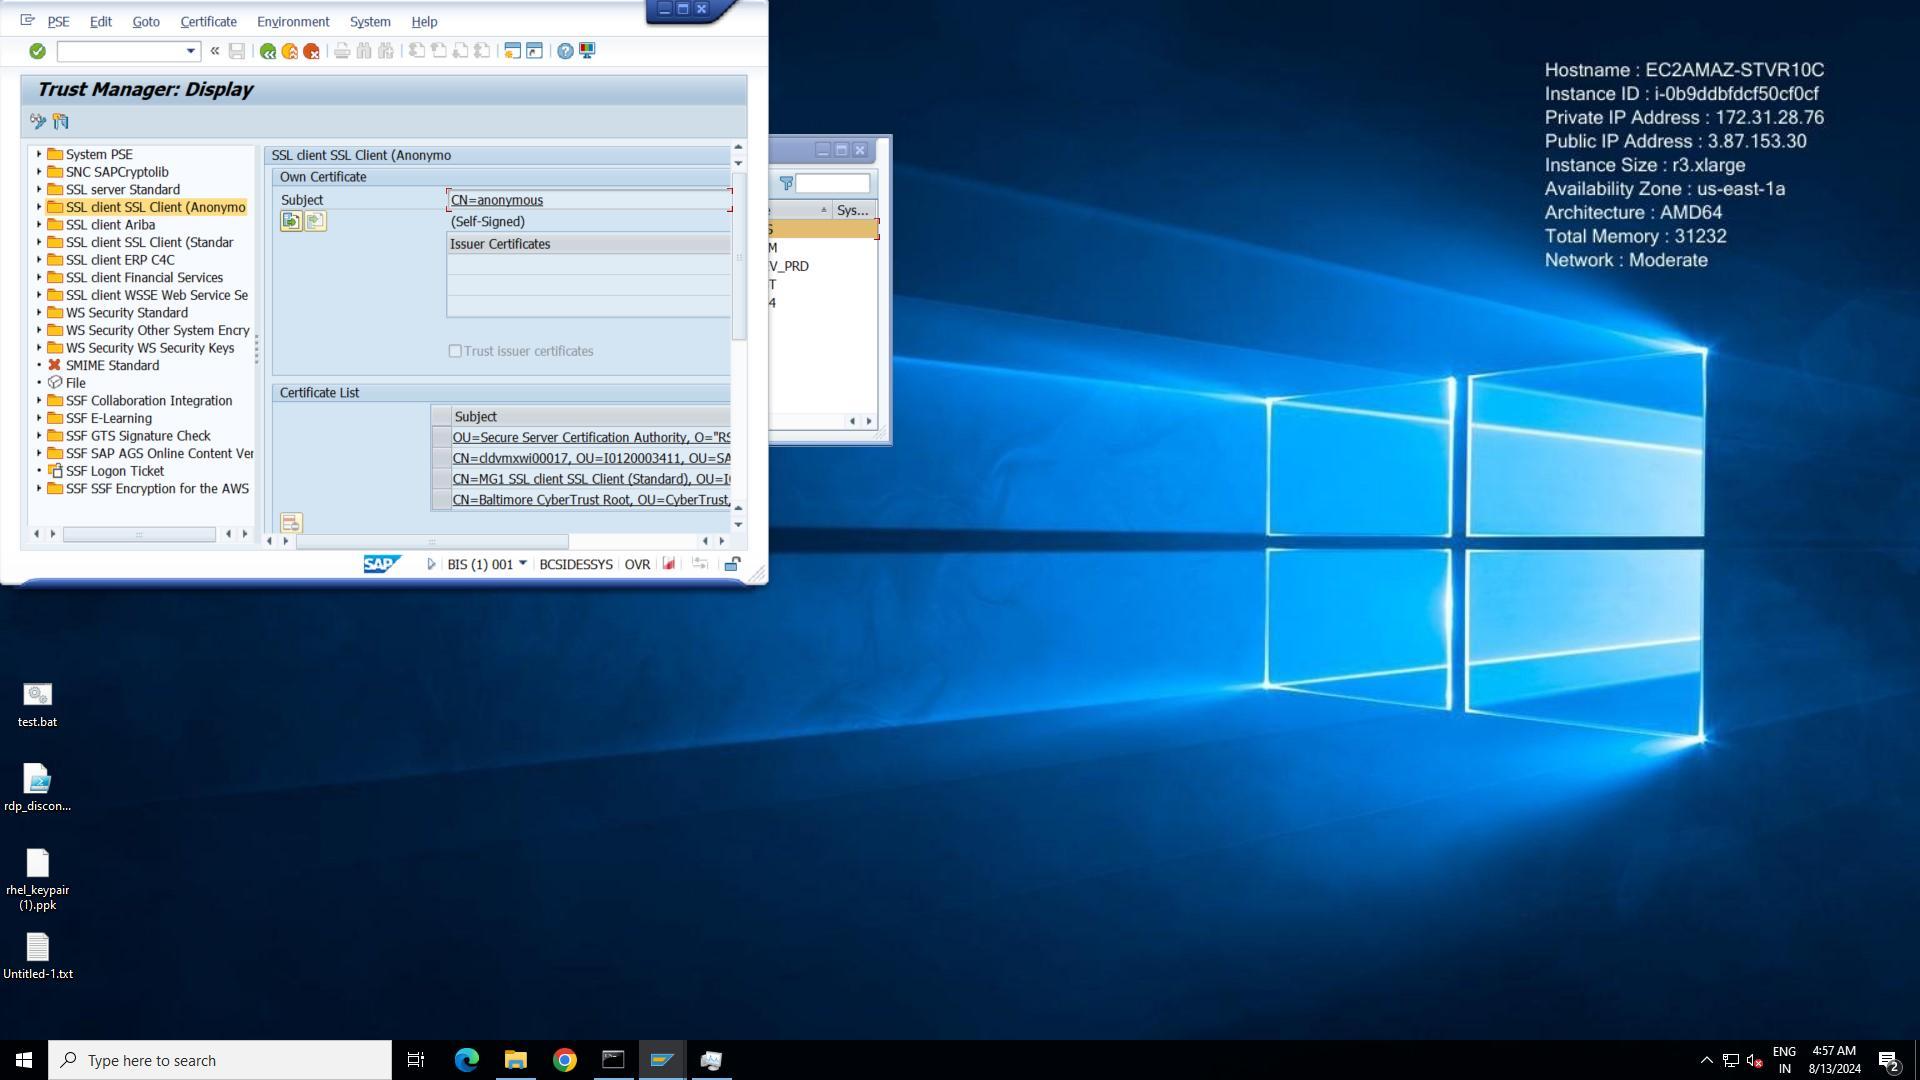 PSE Edit Goto Certificate Environment System Help
Trust Manager: Display
System PSE
SNC SAPCryptolib
SSL server Standard
SSL client SSL Client (Anonymo
SSL client Ariba
SSL client SSL Client (Standar
SSL client ERP C4C
SSL client Financial Services
SSL client WSSE Web Service Se
WS Security Standard
WS Security Other System Encry
WS Security WS Security Keys
SMIME Standard
File
SSF Collaboration Integration
SSF E-Learning
SSF GTS Signature Check
SSF SAP AGS Online Content Ver
SSF Logon Ticket
SSF SSF Encryption for the AWS
SSL client SSL Client (Anonymo
Own Certificate
Subject CN=anonymous
(Self-Signed)
Issuer Certificates
Trust issuer certificates
Certificate List
Subject
OU=Secure Server Certification Authority, O="RS
CN=cldvmxwi00017, OU=I0120003411, OU=SA
CN=MG1 SSL client SSL Client (Standard), OU=I
CN=Baltimore CyberTrust Root, OU=CyberTrust,
SAP BIS (1) 001 BCSIDESSYS OVR
Sys...
S
M
V_PRD
T
4
Hostname : EC2AMAZ-STVR10C
Instance ID : i-0b9ddbfdcf50cf0cf
Private IP Address : 172.31.28.76
Public IP Address : 3.87.153.30
Instance Size : r3.xlarge
Availability Zone : us-east-1a
Architecture : AMD64
Total Memory : 31232
Network : Moderate
test.bat
rdp_discon...
rhel_keypair
(1).ppk
Untitled-1.txt
Type here to search
ENG
IN
4:57 AM
8/13/2024
2